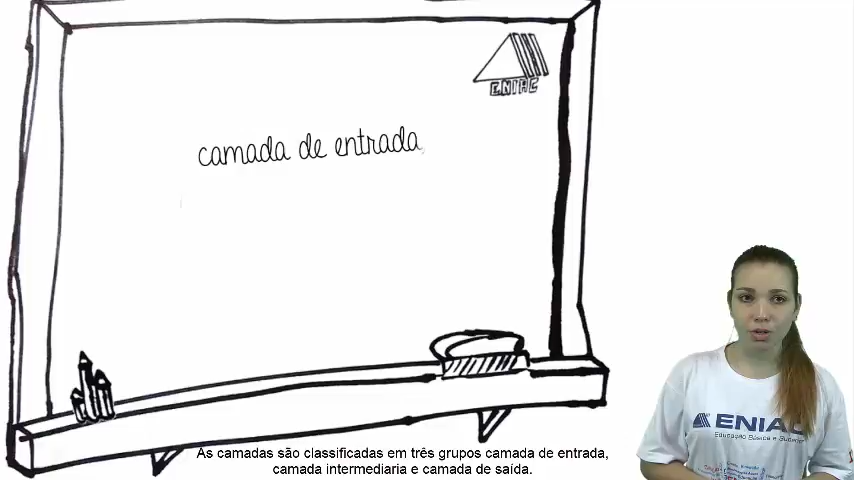 ENIAC
camada de entrada,
ENIAC
Educação Básica e Superior
As camadas são classificadas em três grupos camada de entrada,
camada intermediaria e camada de saída.